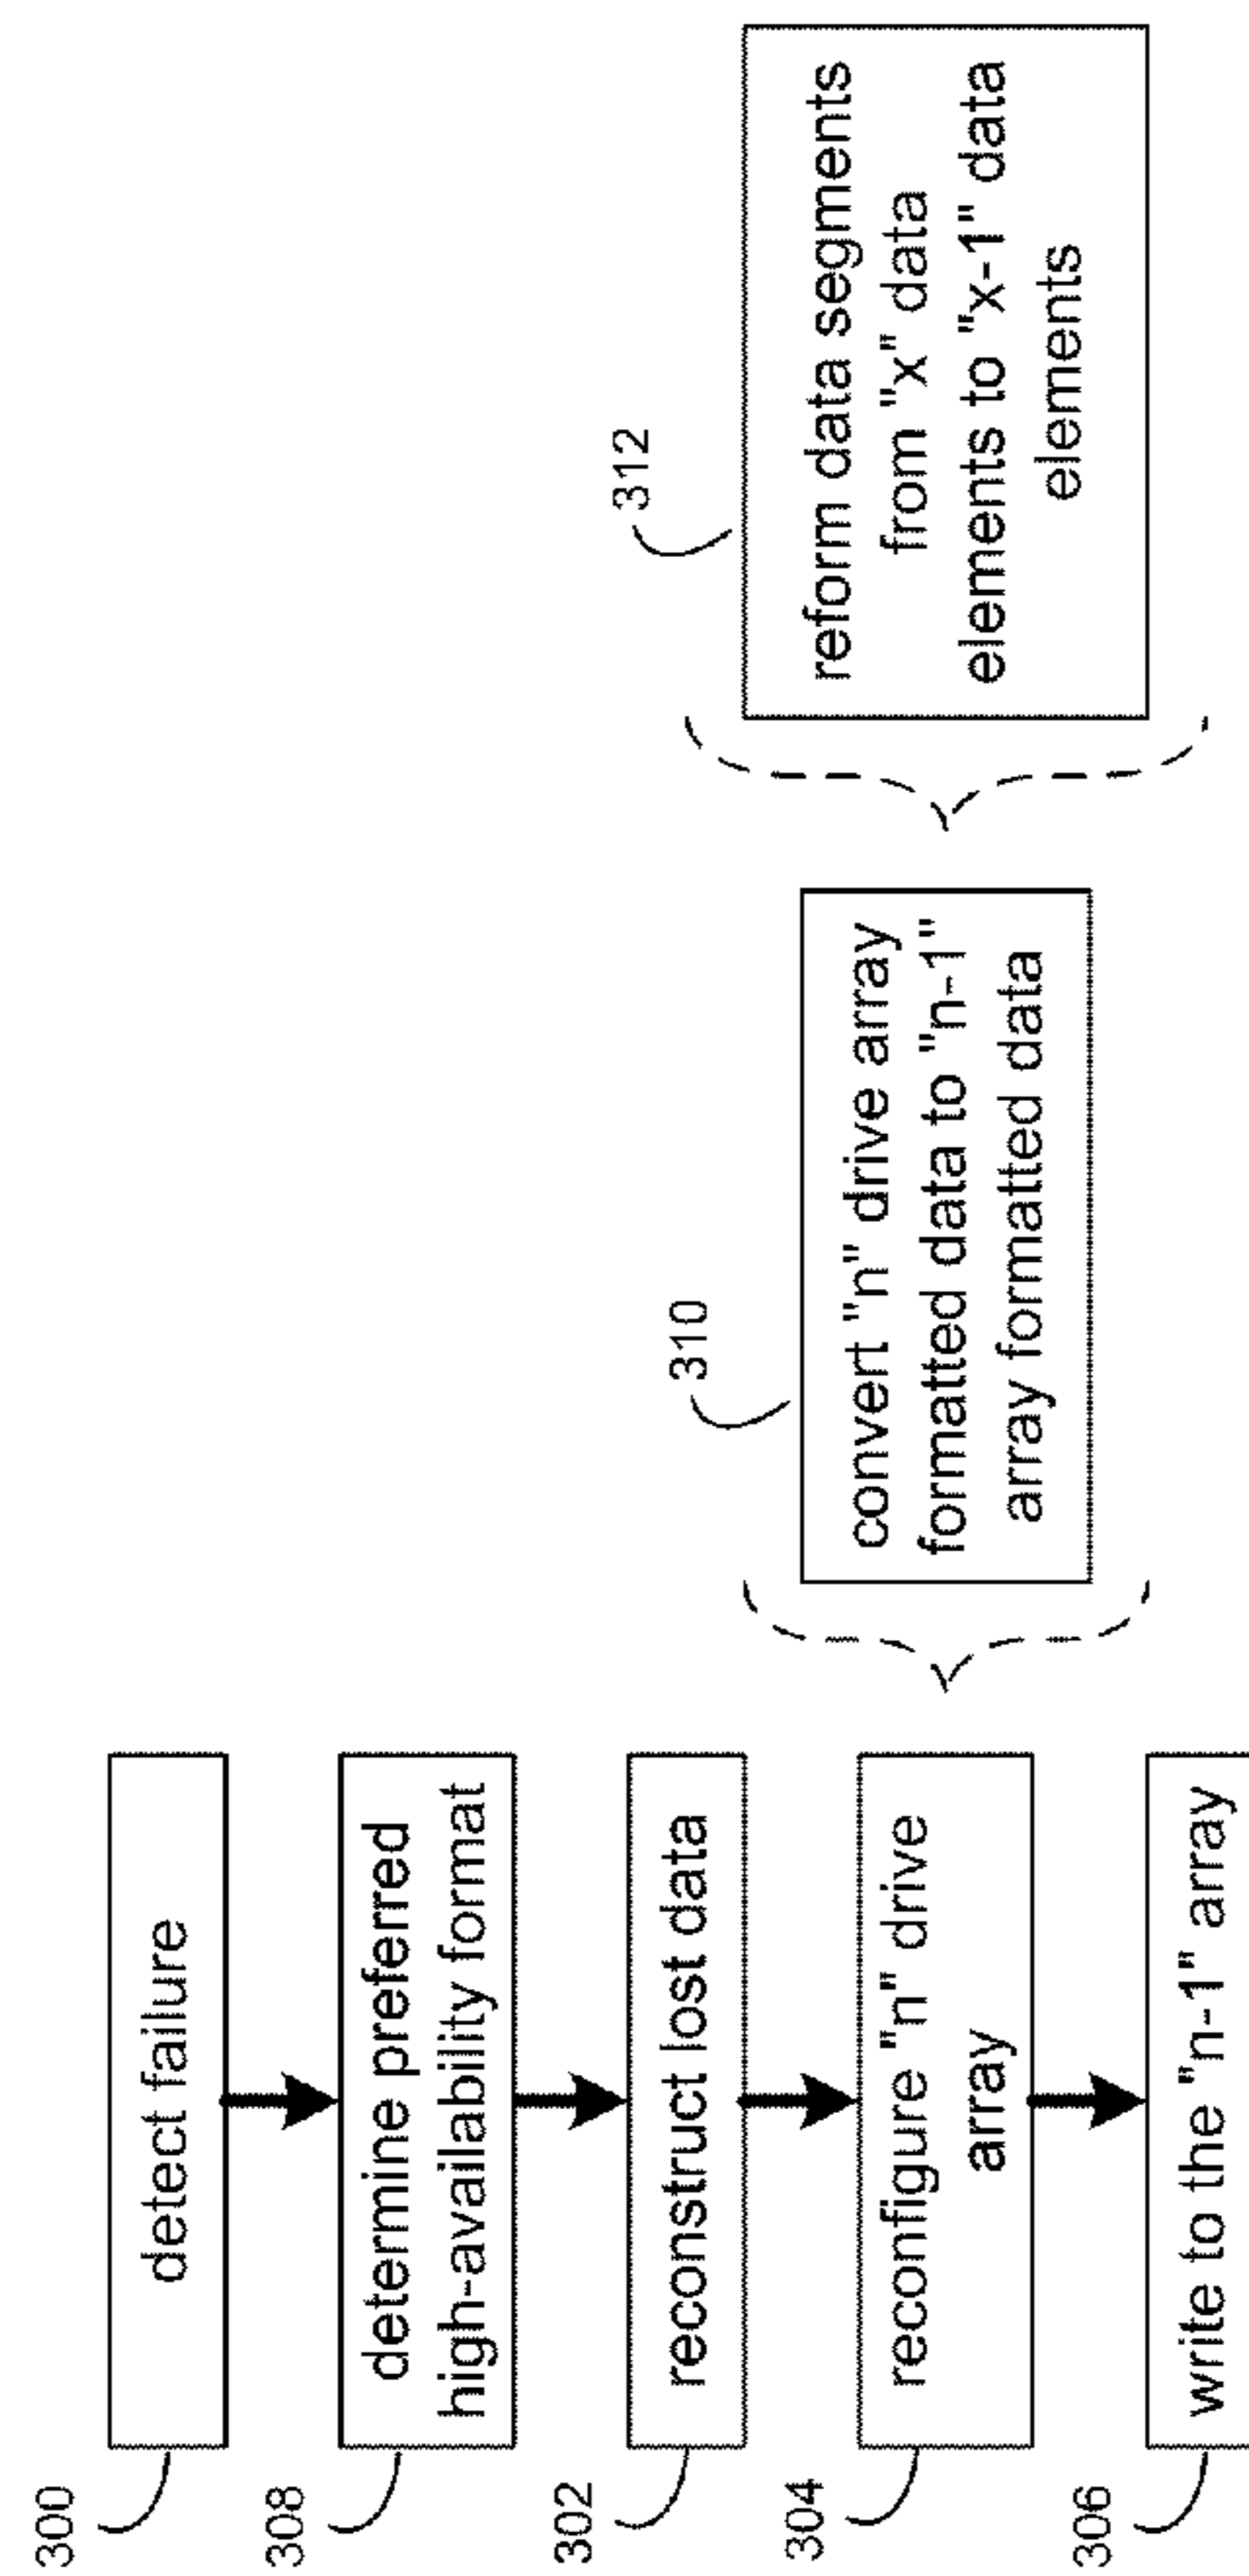 300
detect failure
308
determine preferred
high-availability format
302
reconstruct lost data
304
reconfigure "n" drive
array
306
write to the "n-1" array
310
convert "n" drive array
formatted data to "n-1"
array formatted data
312
reform data segments
from "x" data
elements to "x-1" data
elements